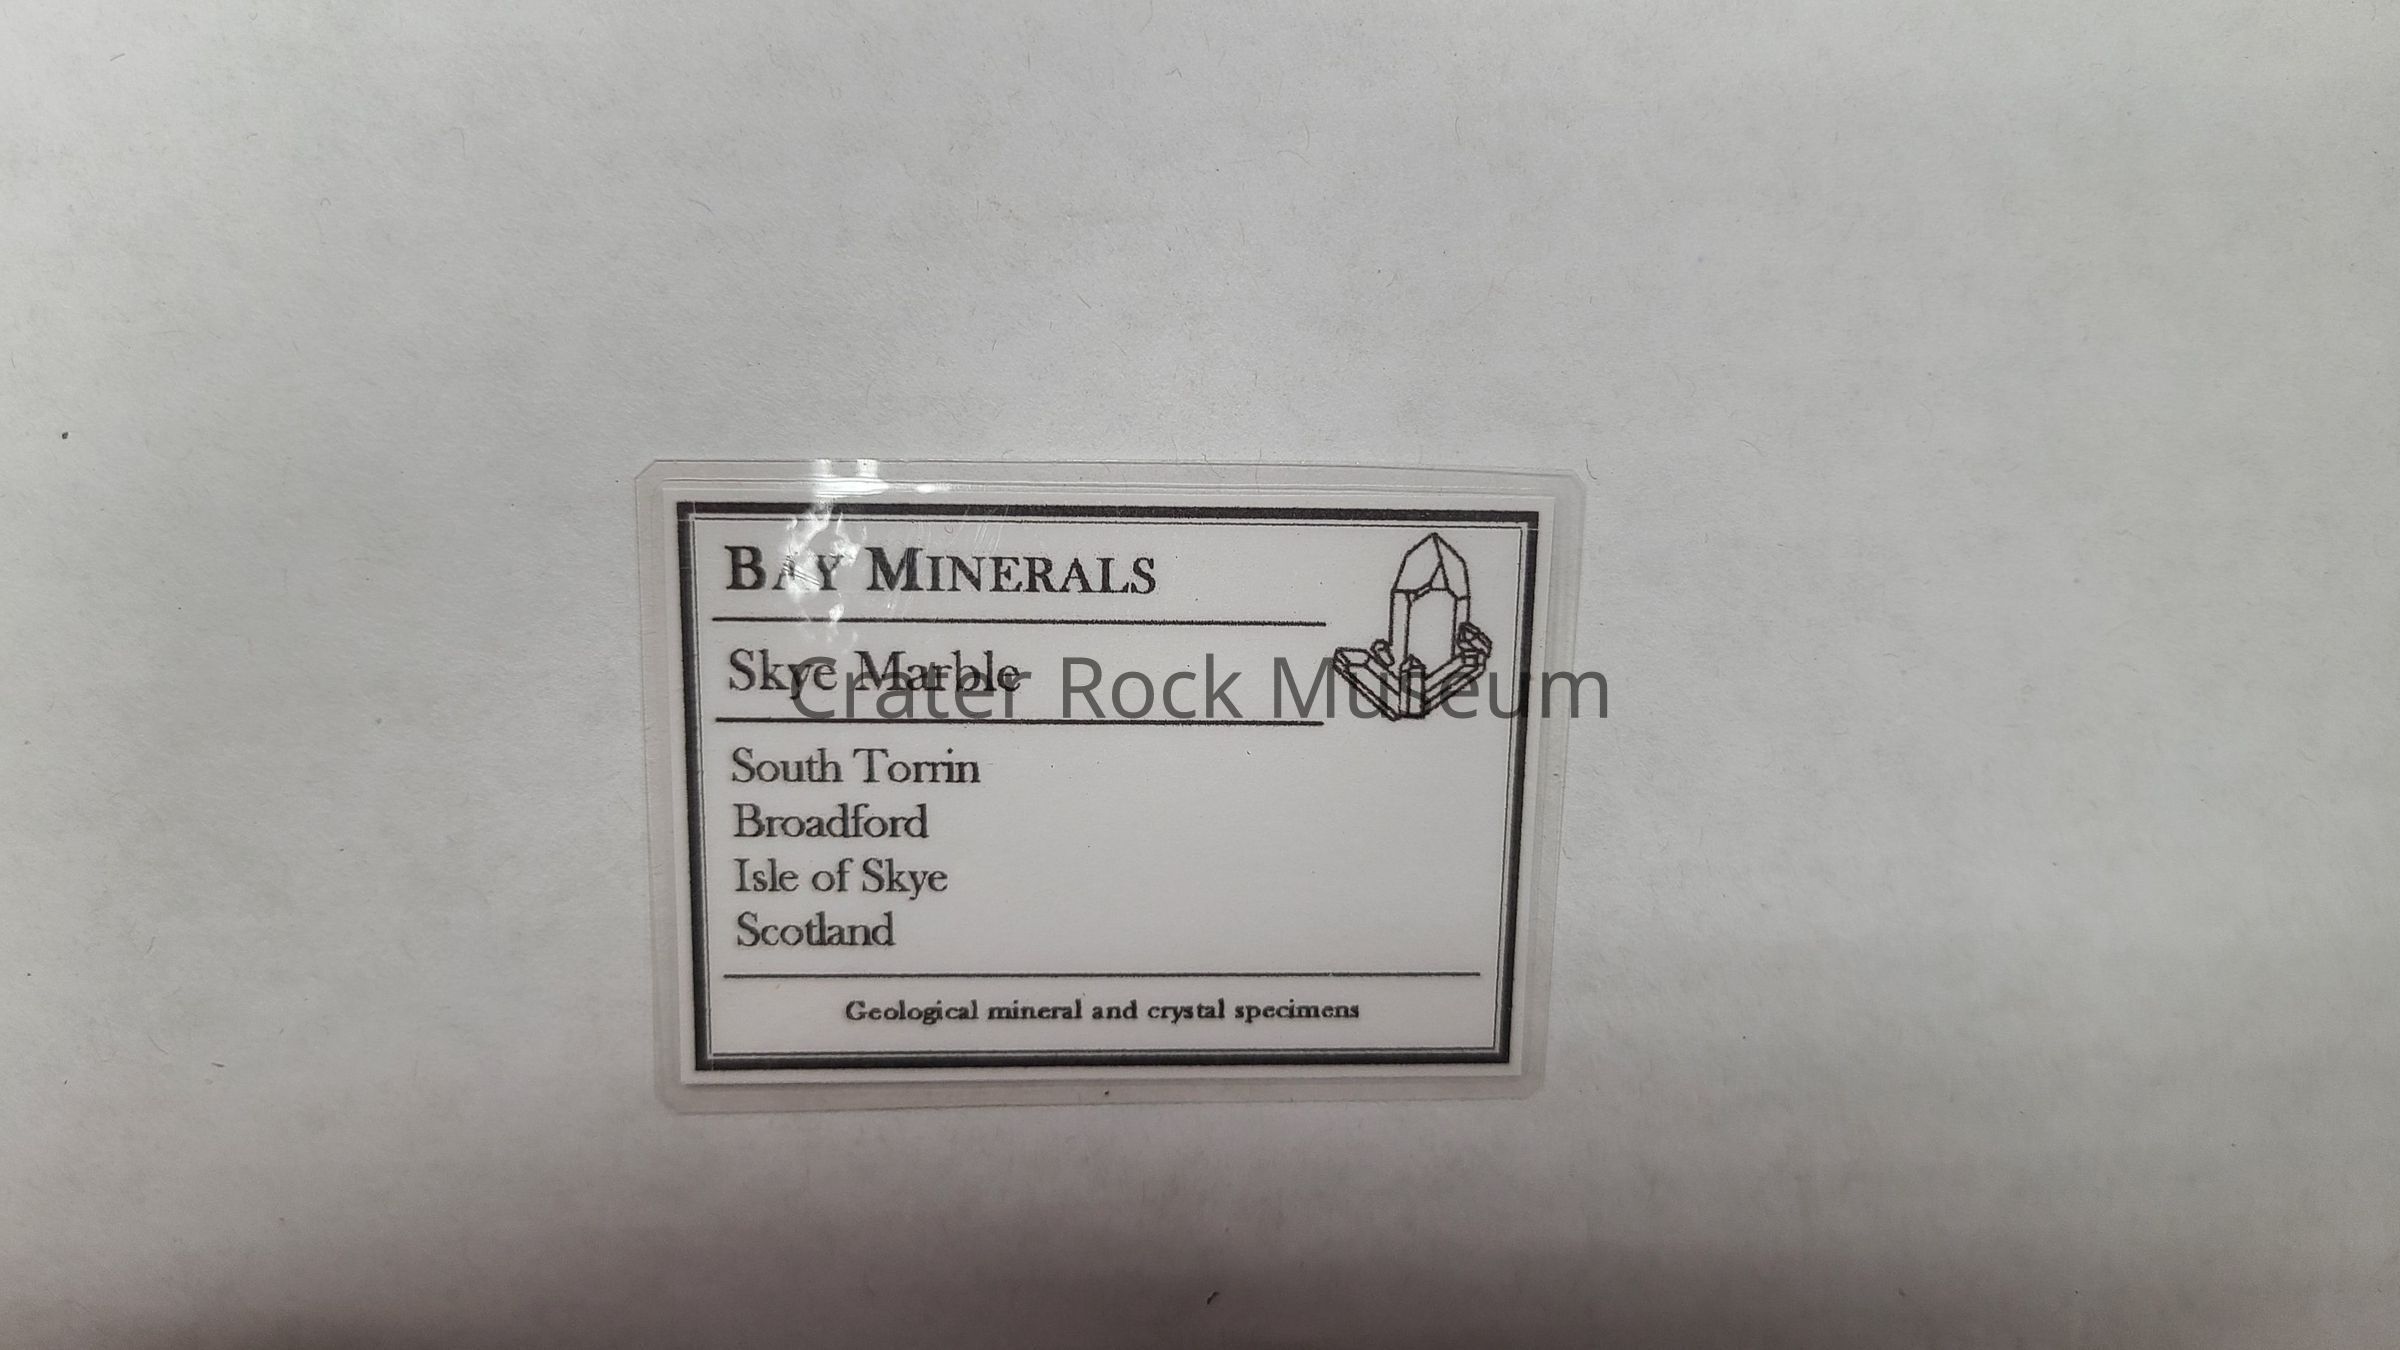 BAY MINERALS
Skye Marble
Crater Rock Museum
South Torrin
Broadford
Isle of Skye
Scotland
Geological mineral and crystal specimens